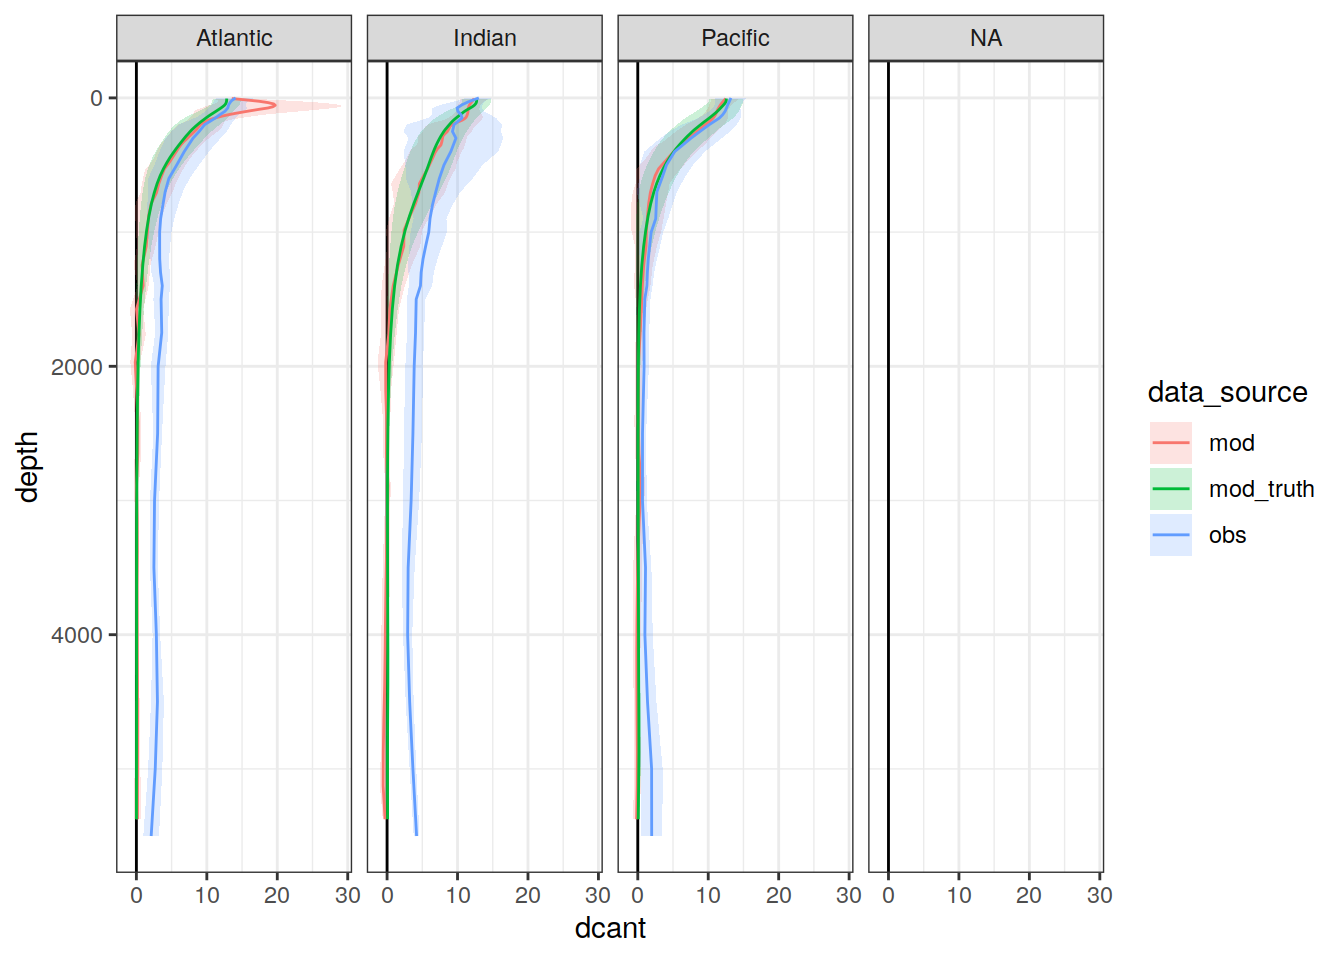 Atlantic Indian Pacific NA
0
2000
4000
depth
0 10 20 30 0 10 20 30 0 10 20 30 0 10 20 30
dcant
data_source
mod
mod_truth
obs